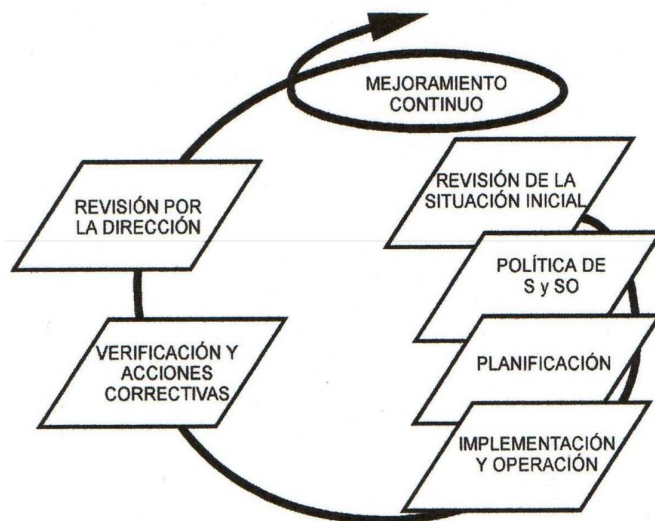 MEJORAMIENTO
CONTINUO
REVISIÓN DE LA
SITUACIÓN INICIAL
POLÍTICA DE
S y SO
PLANIFICACIÓN
IMPLEMENTACIÓN
Y OPERACIÓN
VERIFICACIÓN Y
ACCIONES
CORRECTIVAS
REVISIÓN POR
LA DIRECCIÓN